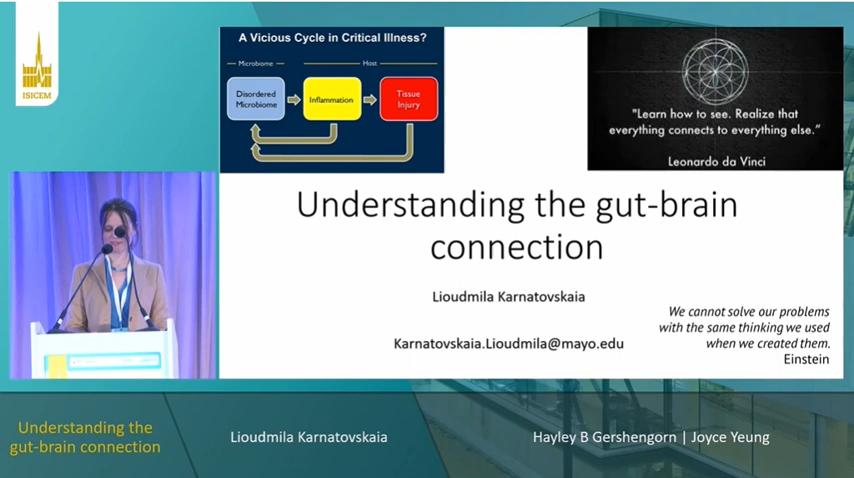 ISICEM
A Vicious Cycle in Critical Illness?
Microbiome
Host
Disordered
Microbiome
Inflammation
Tissue
Injury
"Learn how to see. Realize that
everything connects to everything else.”
Leonardo da Vinci
Understanding the gut-brain
connection
Lioudmila Karnatovskaia
Karnatovskaia.Lioudmila@mayo.edu
We cannot solve our problems
with the same thinking we used
when we created them.
Einstein
Understanding the
gut-brain connection
Lioudmila Karnatovskaia
Hayley B Gershengorn | Joyce Yeung